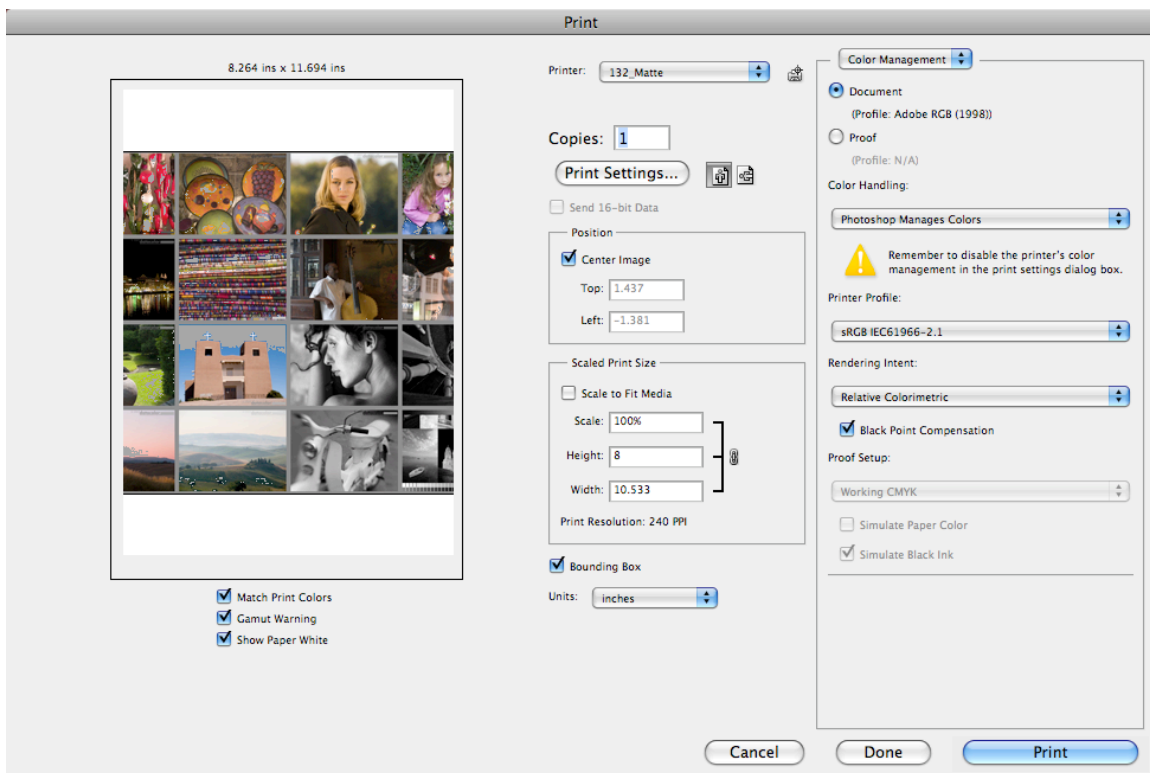 Print
8.264 ins x 11.694 ins
Match Print Colors
Gamut Warning
Show Paper White
Printer: 132_Matte
Copies: 1
Print Settings...
Send 16-bit Data
Position
Center Image
Top: 1.437
Left: -1.381
Scaled Print Size
Scale to Fit Media
Scale: 100%
Height: 8
Width: 10.533
Print Resolution: 240 PPI
Bounding Box
Units: inches
Color Management
Document
(Profile: Adobe RGB (1998))
Proof
(Profile: N/A)
Color Handling:
Photoshop Manages Colors
Remember to disable the printer's color
management in the print settings dialog box.
Printer Profile:
sRGB IEC61966-2.1
Rendering Intent:
Relative Colorimetric
Black Point Compensation
Proof Setup:
Working CMYK
Simulate Paper Color
Simulate Black Ink
Cancel
Done
Print